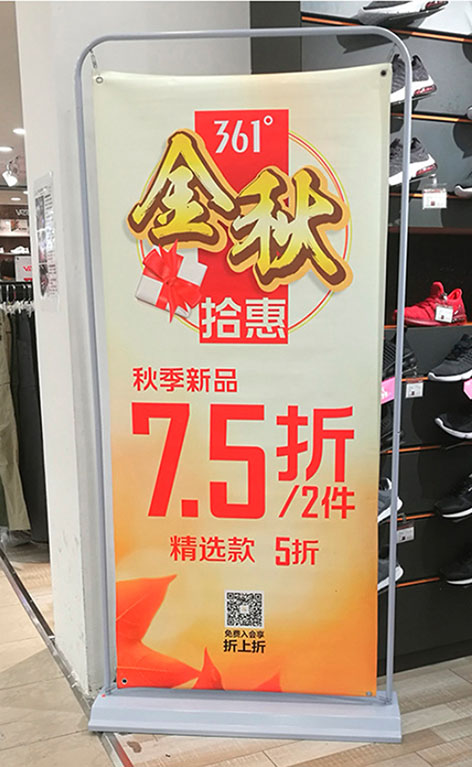 361°
金秋
拾惠
秋季新品
7.5折/2件
精选款 5折
免费入会享
折上折